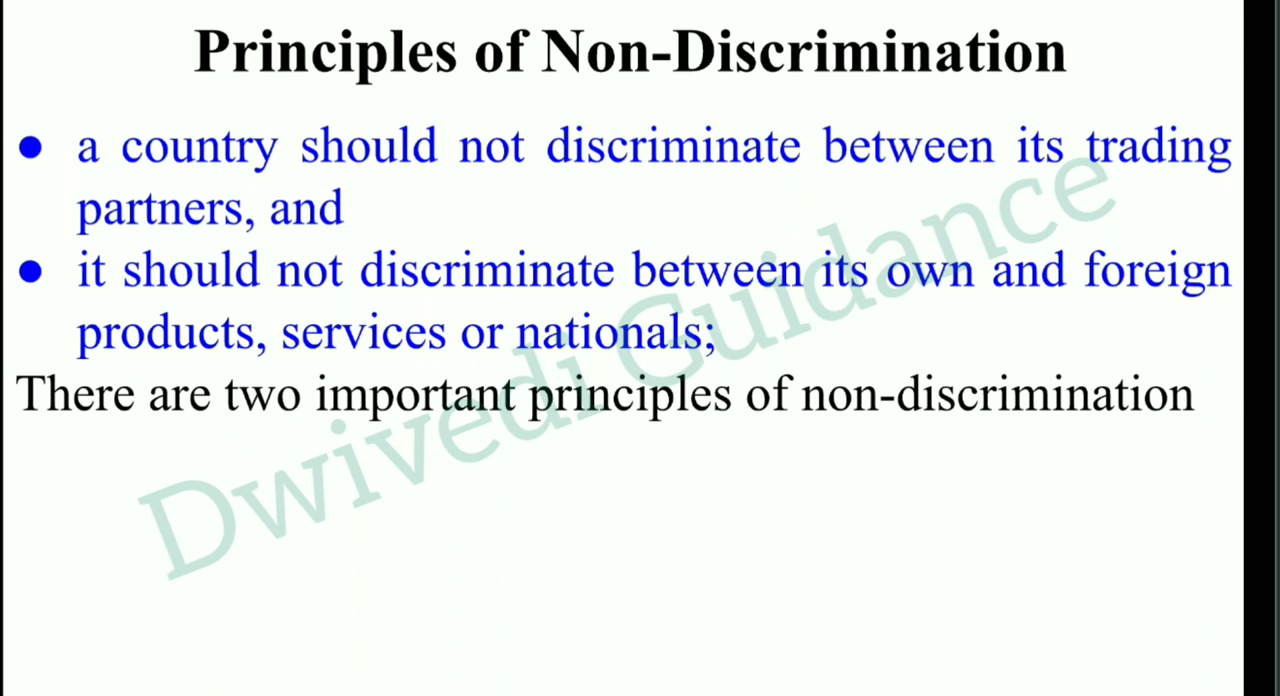 Principles of Non-Discrimination
● a country should not discriminate between its trading
partners, and
● it should not discriminate between its own and foreign
products, services or nationals;
There are two important principles of non-discrimination
Dwivedi Guidance